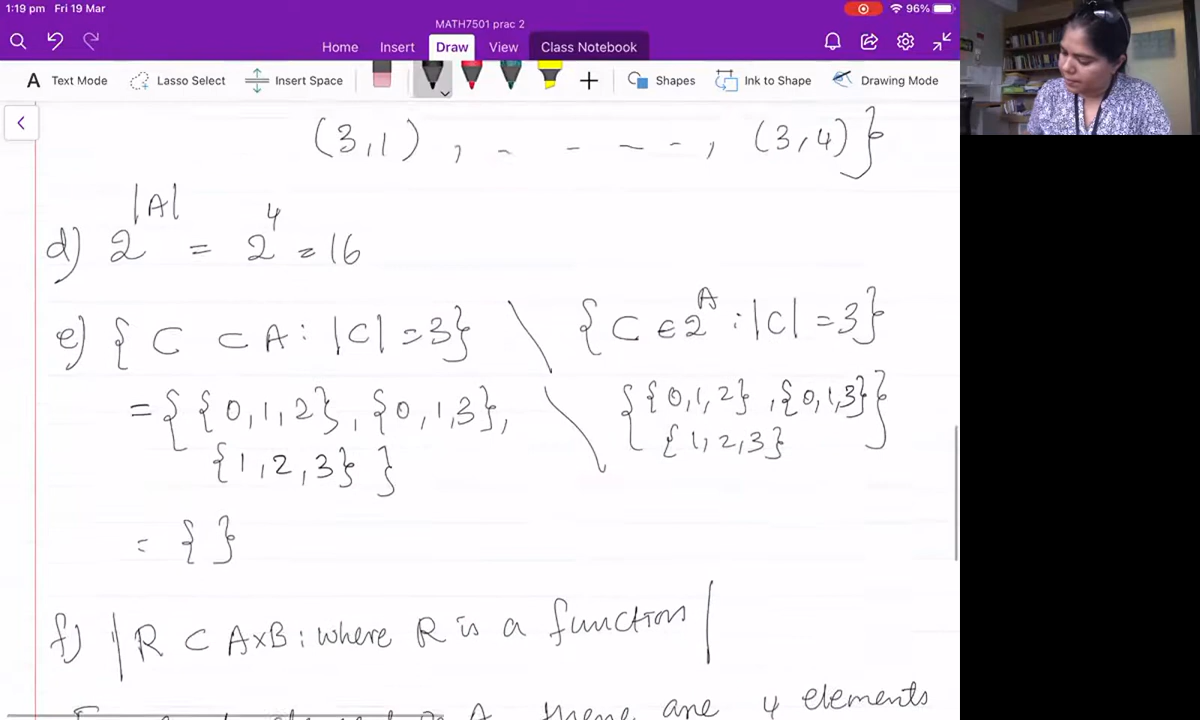 1:19 pm Fri 19 Mar
96%
MATH7501 prac 2
Home Insert Draw View Class Notebook
A Text Mode Lasso Select Insert Space Shapes Ink to Shape Drawing Mode
(3,1) , - - - - - , (3,4)}
d) 2^|A| = 2^4 = 16
e) { C ⊂ A : |C| = 3} \ { C ∈ 2^A : |C| = 3}
= { {0,1,2}, {0,1,3}, \ { {0,1,2} , {0,1,3} }
{1,2,3} } {1,2,3}
= { }
f) | R ⊂ A×B : where R is a function |
there are 4 elements